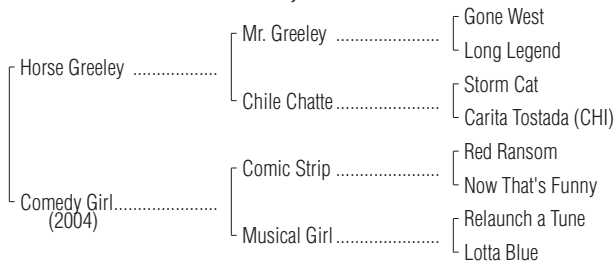 Gone West
Mr. Greeley ..................
Long Legend
Horse Greeley ..................
Storm Cat
Chile Chatte..................
Carita Tostada (CHI)
Red Ransom
Comic Strip ..................
Now That's Funny
Comedy Girl......................
(2004)
Relaunch a Tune
Musical Girl..................
Lotta Blue